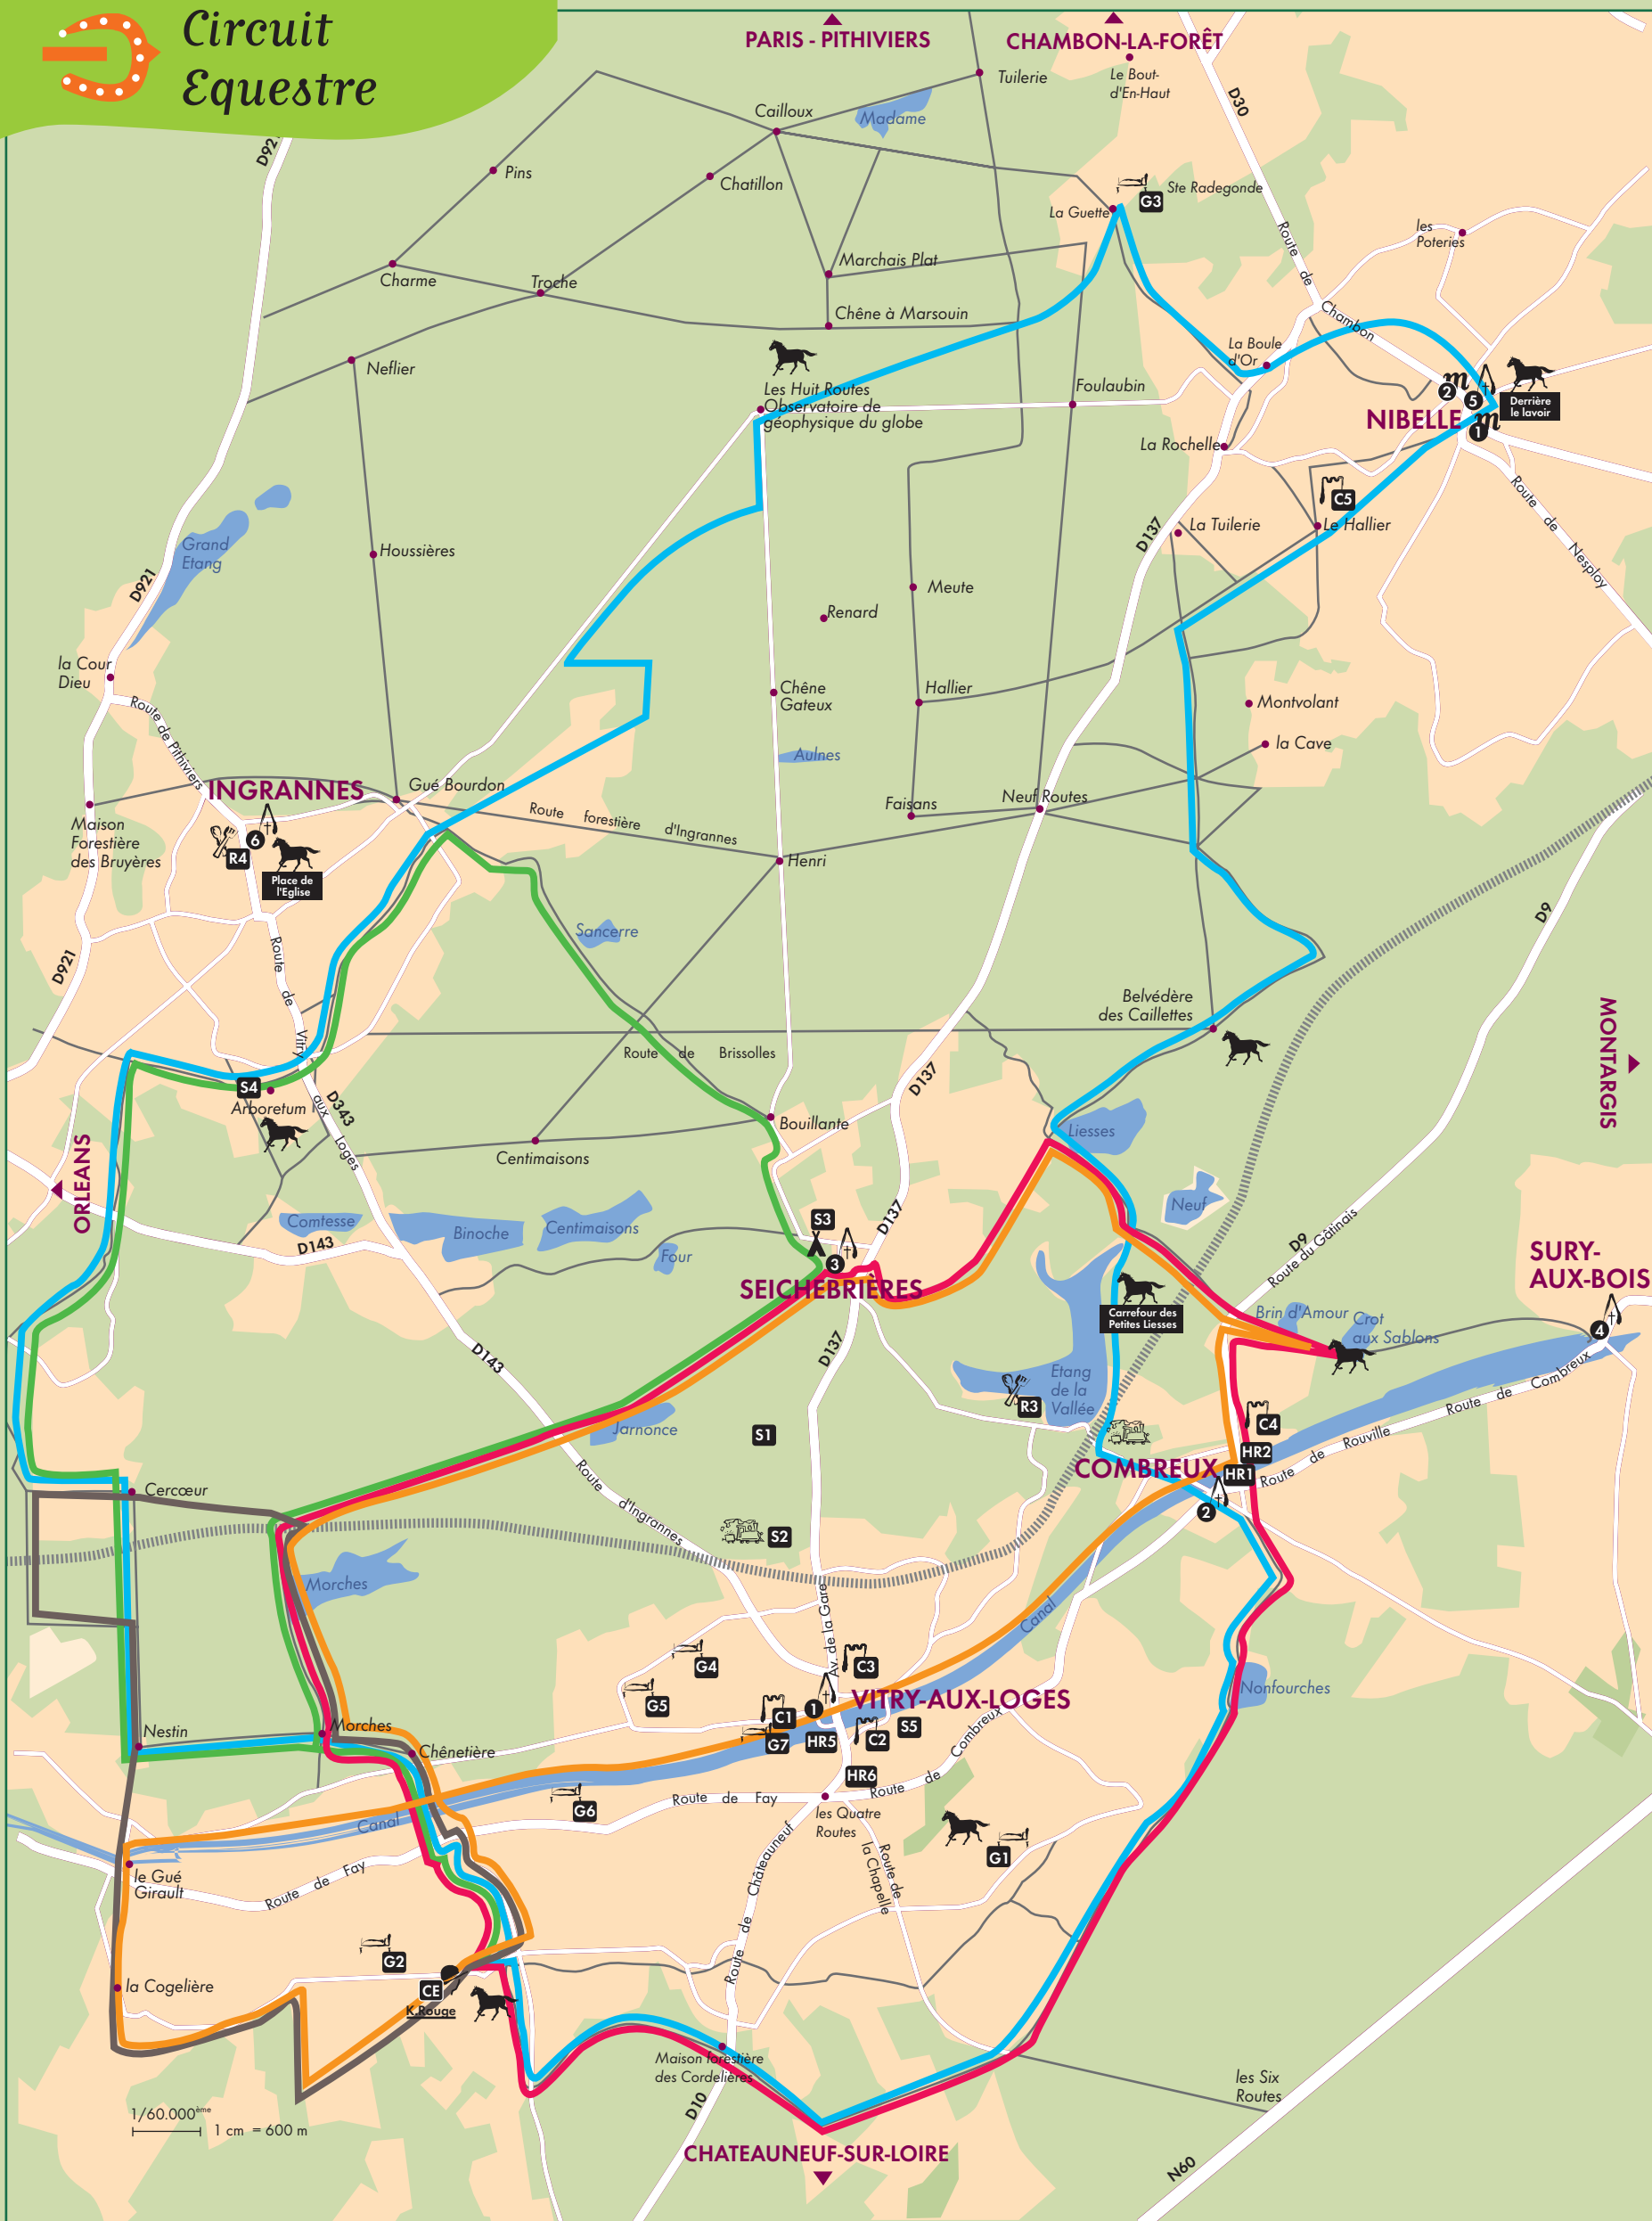 Circuit
Equestre
PARIS - PITHIVIERS
CHAMBON-LA-FORÊT
Le Bout-
d'En-Haut
Tuilerie
D30
Cailloux
Madame
D921
Pins
Chatillon
G3
Ste Radegonde
La Guette
les
Poteries
Route de Chambon
Marchais Plat
Charme
Troche
Chêne à Marsouin
La Boule
d'Or
Neflier
Les Huit Routes
Observatoire de
géophysique du globe
Foulaubin
m
2
5
Derrière
le lavoir
NIBELLE
m
1
La Rochelle
C5
Le Hallier
La Tuilerie
D137
Route de Nesploy
Grand
Etang
Houssières
D921
Meute
Renard
la Cour
Dieu
Chêne
Gateux
Hallier
Montvolant
la Cave
Route de Pithiviers
Aulnes
INGRANNES
Gué Bourdon
Faisans
Neuf Routes
Route forestière d'Ingrannes
Maison
Forestière
des Bruyères
6
R4
Place de
l'Eglise
Henri
D9
Sancerre
D921
Route de Vitry aux Loges
Belvédère
des Caillettes
MONTARGIS
Route de Brissolles
D137
S4
Arboretum
D343
Bouillante
Liesses
Centimaisons
ORLEANS
Neuf
Comtesse
Binoche
Centimaisons
S3
D137
D143
Four
3
D9
Route du Gâtinais
SURY-
AUX-BOIS
SEICHEBRIÈRES
Carrefour des
Petites Liesses
Brin d'Amour
Crot
aux Sablons
4
D143
D137
Etang
de la
Vallée
R3
Route de Combreux
Jarnonce
S1
C4
HR2
Route de Rouville
COMBREUX
HR1
Cercœur
Route d'Ingrannes
2
S2
Morches
Av. de la Gare
Canal
G4
C3
G5
Nonfourches
VITRY-AUX-LOGES
1
C1
Morches
Nestin
S5
G7
HR5
C2
Chênetière
Route de Combreux
HR6
G6
Route de Fay
les Quatre
Routes
Canal
G1
le Gué
Girault
Route de Fay
Route de
la Chapelle
Route de Châteauneuf
G2
la Cogelière
CE
K.Rouge
Maison forestière
des Cordelières
les Six
Routes
D10
1/60.000ème
1 cm = 600 m
CHATEAUNEUF-SUR-LOIRE
N60